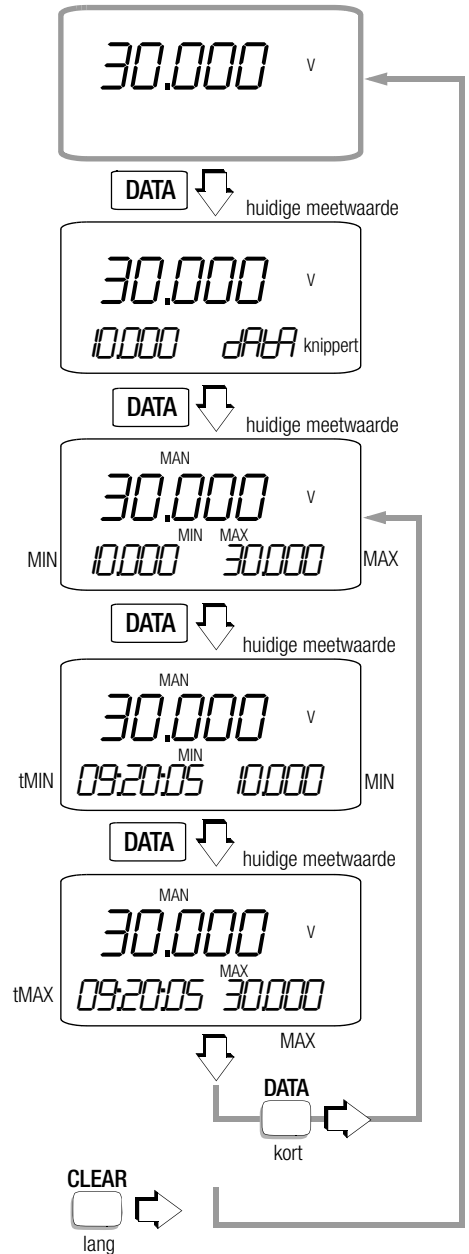 30.000 V
DATA
huidige meetwaarde
30.000 V
10.000 dAtA knippert
DATA
huidige meetwaarde
MAN
30.000 V
MIN MAX
MIN 10.000 30.000 MAX
DATA
huidige meetwaarde
MAN
30.000 V
MIN
tMIN 09:20:05 10.000 MIN
DATA
huidige meetwaarde
MAN
30.000 V
MAX
tMAX 09:20:05 30.000
MAX
DATA
kort
CLEAR
lang